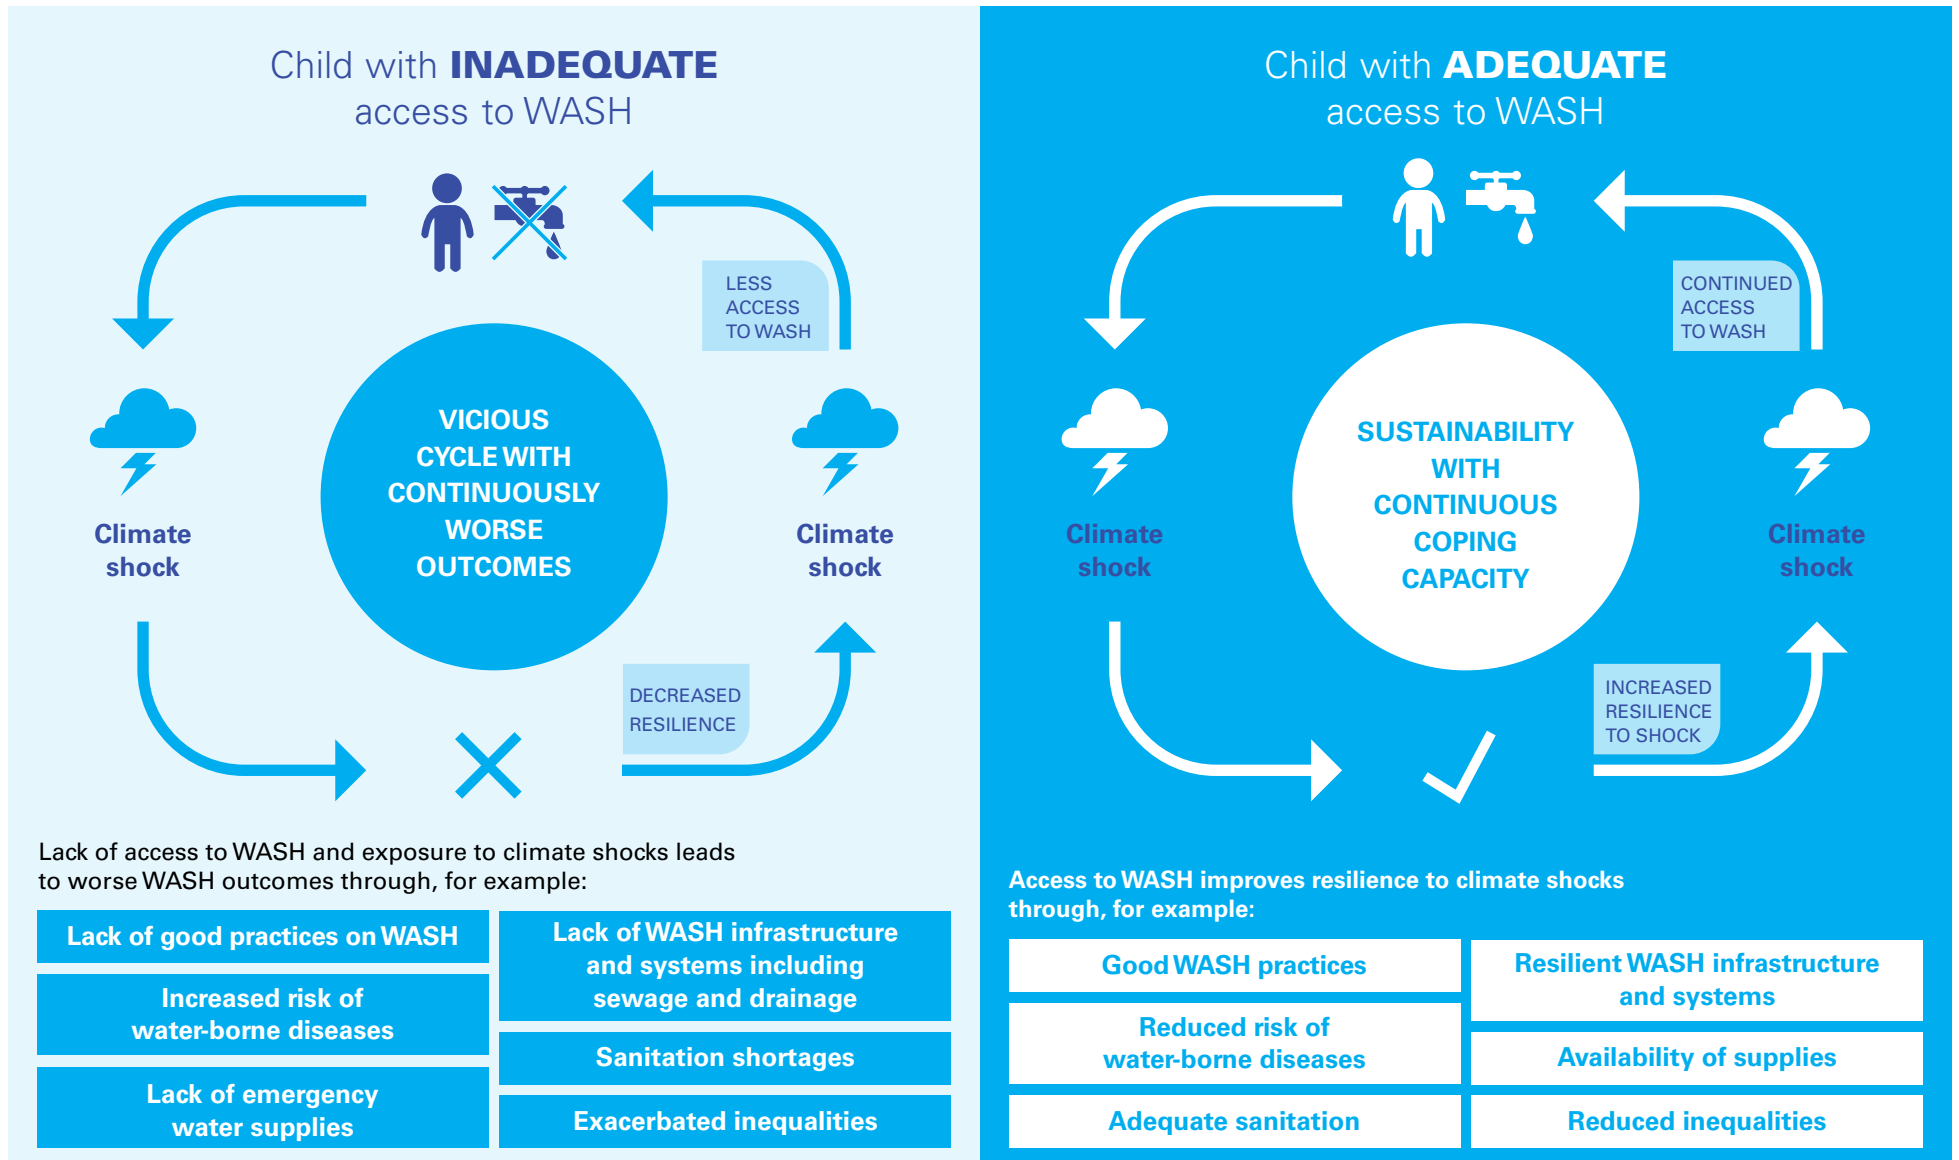 Child with INADEQUATE
access to WASH
LESS
ACCESS
TO WASH
VICIOUS
CYCLE WITH
CONTINUOUSLY
WORSE
OUTCOMES
Climate
shock
Climate
shock
DECREASED
RESILIENCE
Lack of access to WASH and exposure to climate shocks leads
to worse WASH outcomes through, for example:
Lack of good practices on WASH
Increased risk of
water-borne diseases
Lack of emergency
water supplies
Lack of WASH infrastructure
and systems including
sewage and drainage
Sanitation shortages
Exacerbated inequalities
Child with ADEQUATE
access to WASH
CONTINUED
ACCESS
TO WASH
SUSTAINABILITY
WITH
CONTINUOUS
COPING
CAPACITY
Climate
shock
Climate
shock
INCREASED
RESILIENCE
TO SHOCK
Access to WASH improves resilience to climate shocks
through, for example:
Good WASH practices
Reduced risk of
water-borne diseases
Adequate sanitation
Resilient WASH infrastructure
and systems
Availability of supplies
Reduced inequalities